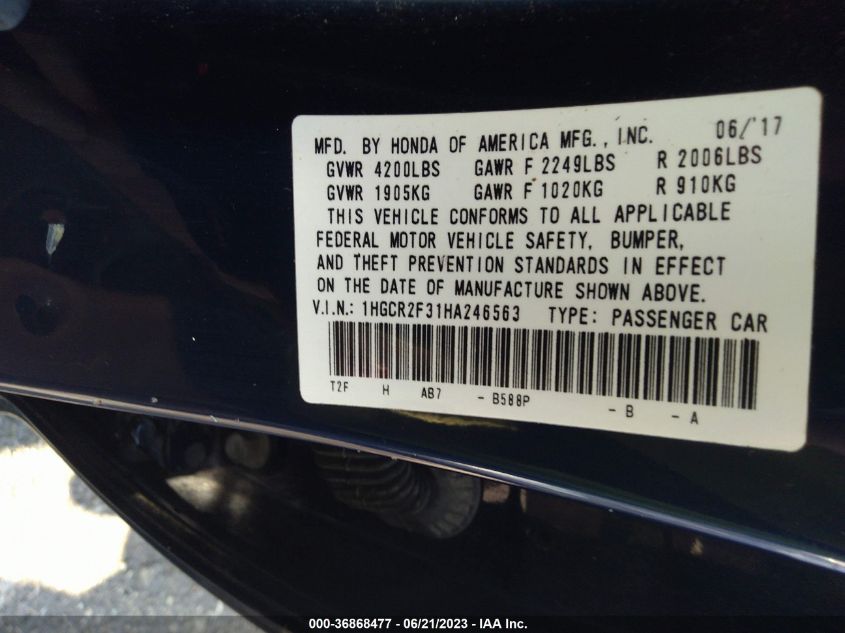 MFD. BY HONDA OF AMERICA MFG., INC. 06/'17
GVWR 4200LBS GAWR F 2249LBS R 2006LBS
GVWR 1905KG GAWR F 1020KG R 910KG
THIS VEHICLE CONFORMS TO ALL APPLICABLE
FEDERAL MOTOR VEHICLE SAFETY, BUMPER,
AND THEFT PREVENTION STANDARDS IN EFFECT
ON THE DATE OF MANUFACTURE SHOWN ABOVE.
V.I.N.: 1HGCR2F31HA246563 TYPE: PASSENGER CAR
T2F H AB7 - B588P - B - A
000-36868477 - 06/21/2023 - IAA Inc.